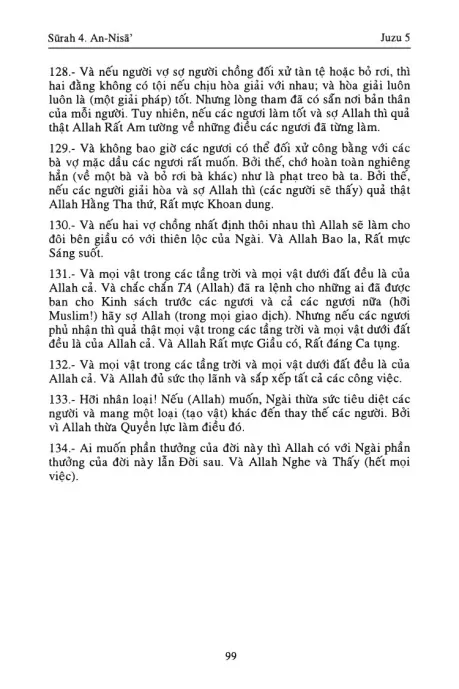 Sūrah 4. An-Nisā’ Juzu 5
128.- Và nếu người vợ sợ người chồng đối xử tàn tệ hoặc bỏ rơi, thì
hai đằng không có tội nếu chịu hòa giải với nhau; và hòa giải luôn
luôn là (một giải pháp) tốt. Nhưng lòng tham đã có sẵn nơi bản thân
của mỗi người. Tuy nhiên, nếu các ngươi làm tốt và sợ Allah thì quả
thật Allah Rất Am tường về những điều các ngươi đã từng làm.
129.- Và không bao giờ các ngươi có thể đối xử công bằng với các
bà vợ mặc dầu các ngươi rất muốn. Bởi thế, chớ hoàn toàn nghiêng
hẳn (về một bà và bỏ rơi bà khác) như là phạt treo bà ta. Bởi thế,
nếu các người giải hòa và sợ Allah thì (các người sẽ thấy) quả thật
Allah Hằng Tha thứ, Rất mực Khoan dung.
130.- Và nếu hai vợ chồng nhất định thôi nhau thì Allah sẽ làm cho
đôi bên giầu có với thiên lộc của Ngài. Và Allah Bao la, Rất mực
Sáng suốt.
131.- Và mọi vật trong các tầng trời và mọi vật dưới đất đều là của
Allah cả. Và chắc chắn TA (Allah) đã ra lệnh cho những ai đã được
ban cho Kinh sách trước các ngươi và cả các ngươi nữa (hỡi
Muslim!) hãy sợ Allah (trong mọi giao dịch). Nhưng nếu các ngươi
phủ nhận thì quả thật mọi vật trong các tầng trời và mọi vật dưới đất
đều là của Allah cả. Và Allah Rất mực Giầu có, Rất đáng Ca tụng.
132.- Và mọi vật trong các tầng trời và mọi vật dưới đất đều là của
Allah cả. Và Allah đủ sức thọ lãnh và sắp xếp tất cả các công việc.
133.- Hỡi nhân loại! Nếu (Allah) muốn, Ngài thừa sức tiêu diệt các
người và mang một loại (tạo vật) khác đến thay thế các người. Bởi
vì Allah thừa Quyền lực làm điều đó.
134.- Ai muốn phần thưởng của đời này thì Allah có với Ngài phần
thưởng của đời này lẫn Đời sau. Và Allah Nghe và Thấy (hết mọi
việc).
99